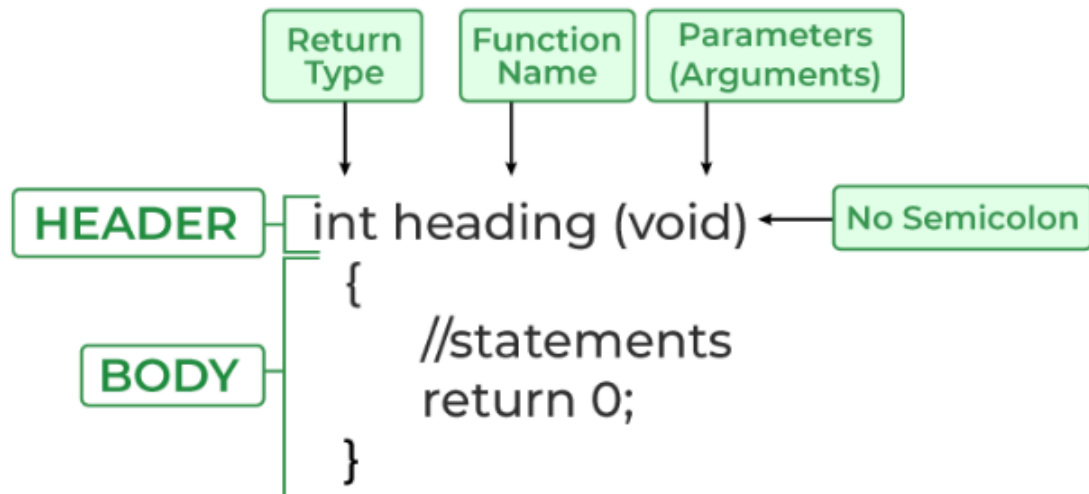 Return
Type
Function
Name
Parameters
(Arguments)
HEADER
int heading (void)
No Semicolon
{
//statements
BODY
return 0;
}